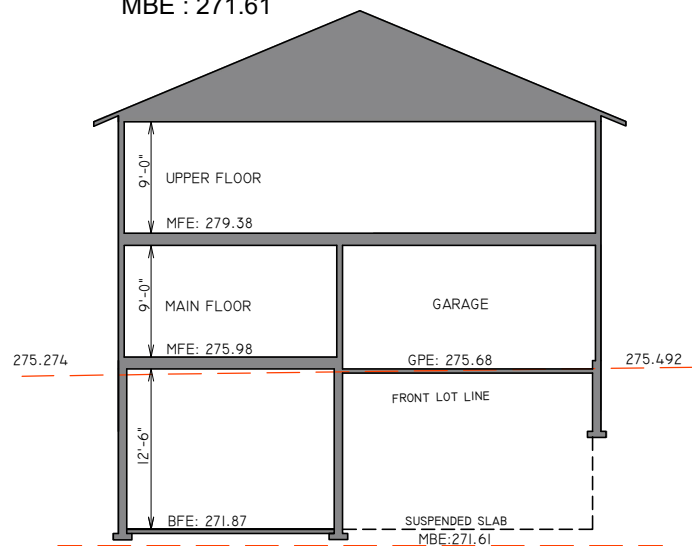 MBE : 271.61
9'-0"
UPPER FLOOR
MFE: 279.38
9'-0"
MAIN FLOOR
GARAGE
MFE: 275.98
275.274
GPE: 275.68
275.492
FRONT LOT LINE
12'-6"
BFE: 271.87
SUSPENDED SLAB
MBE:271.61